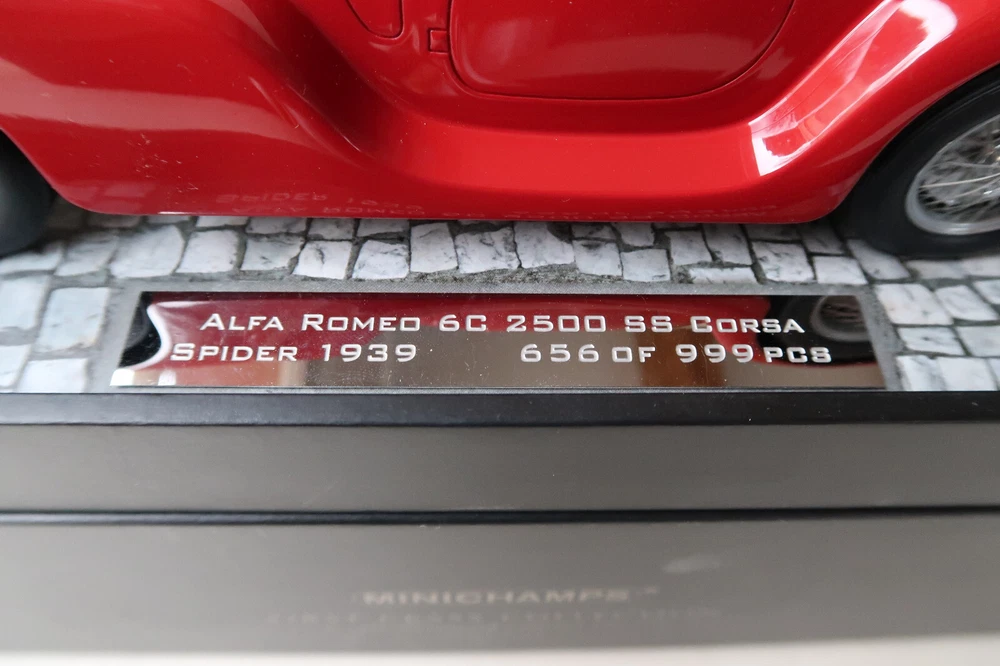 ALFA ROMEO 6C 2500 SS CORSA
SPIDER 1939 656 OF 999 PCS
MINICHAMPS